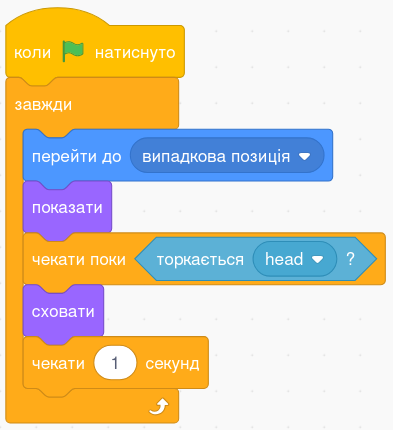 коли натиснуто
завжди
перейти до випадкова позиція
показати
чекати поки торкається head ?
сховати
чекати 1 секунд